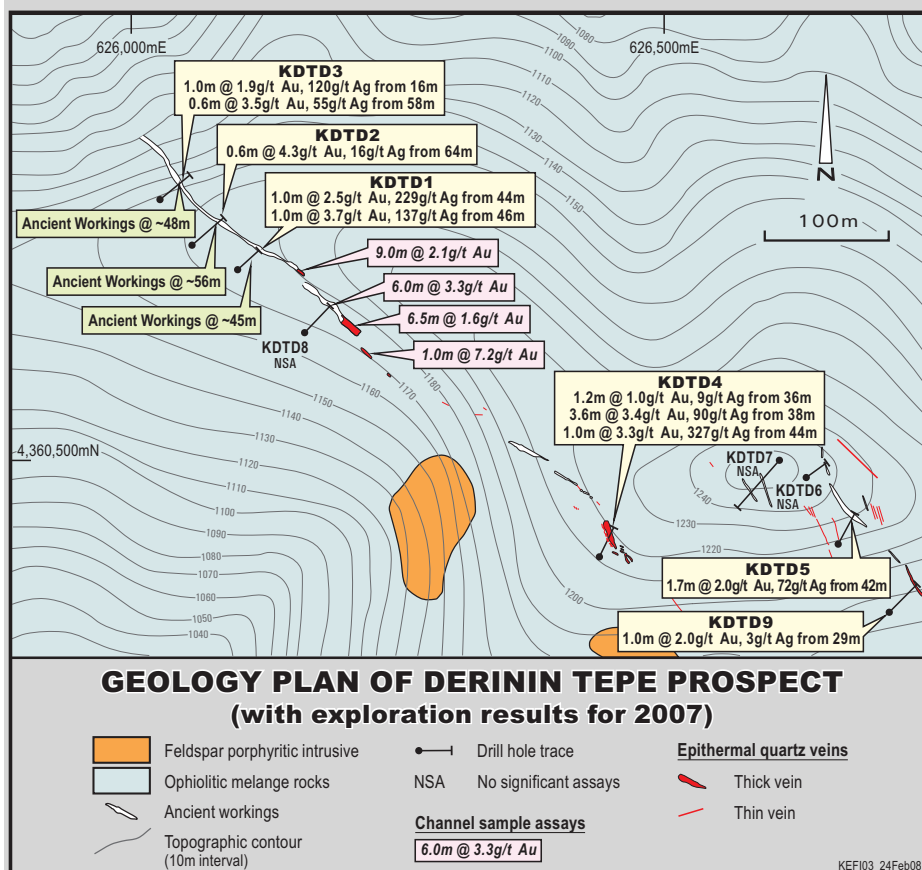 626,000mE
626,500mE
KDTD3
1.0m @ 1.9g/t Au, 120g/t Ag from 16m
0.6m @ 3.5g/t Au, 55g/t Ag from 58m
KDTD2
0.6m @ 4.3g/t Au, 16g/t Ag from 64m
KDTD1
1.0m @ 2.5g/t Au, 229g/t Ag from 44m
1.0m @ 3.7g/t Au, 137g/t Ag from 46m
N
100m
Ancient Workings @ ~48m
Ancient Workings @ ~56m
Ancient Workings @ ~45m
9.0m @ 2.1g/t Au
6.0m @ 3.3g/t Au
6.5m @ 1.6g/t Au
1.0m @ 7.2g/t Au
KDTD8
NSA
KDTD4
1.2m @ 1.0g/t Au, 9g/t Ag from 36m
3.6m @ 3.4g/t Au, 90g/t Ag from 38m
1.0m @ 3.3g/t Au, 327g/t Ag from 44m
4,360,500mN
KDTD7
NSA
KDTD6
NSA
KDTD5
1.7m @ 2.0g/t Au, 72g/t Ag from 42m
KDTD9
1.0m @ 2.0g/t Au, 3g/t Ag from 29m
1080
1090
1100
1110
1120
1130
1140
1150
1180
1170
1160
1150
1140
1130
1120
1110
1100
1090
1080
1070
1060
1050
1040
1240
1230
1220
1200
GEOLOGY PLAN OF DERININ TEPE PROSPECT
(with exploration results for 2007)
Feldspar porphyritic intrusive
Ophiolitic melange rocks
Ancient workings
Topographic contour
(10m interval)
Drill hole trace
NSA No significant assays
Channel sample assays
6.0m @ 3.3g/t Au
Epithermal quartz veins
Thick vein
Thin vein
KEFI03_24Feb08